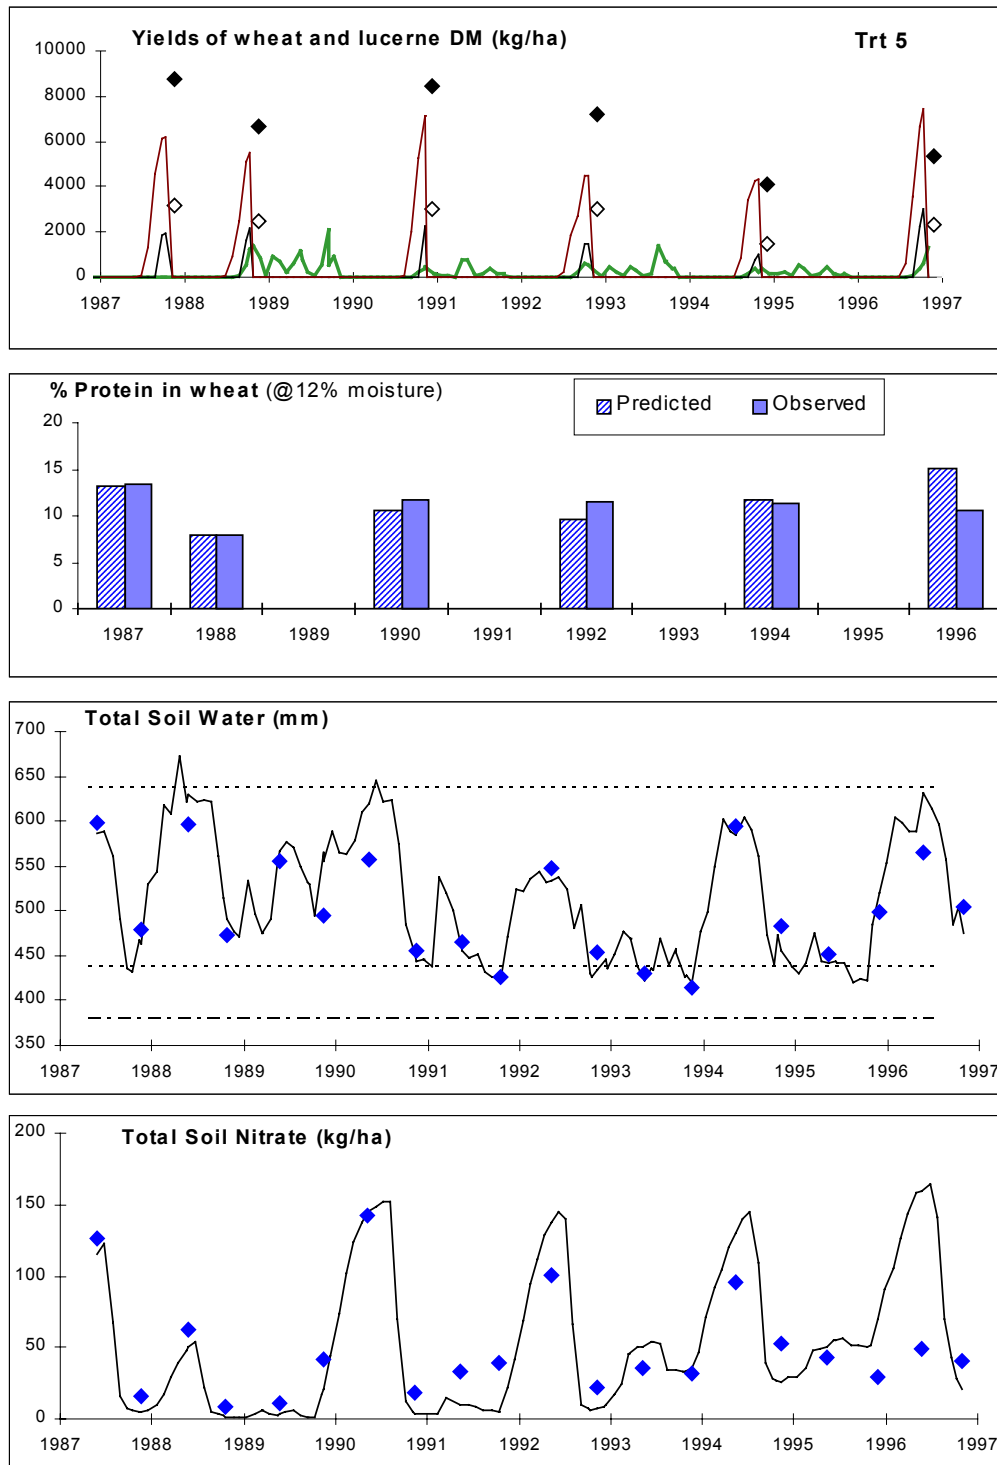 Yields of wheat and lucerne DM (kg/ha)
Trt 5
10000
8000
6000
4000
2000
0
1987 1988 1989 1990 1991 1992 1993 1994 1995 1996 1997
% Protein in wheat (@12% moisture)
Predicted Observed
20
15
10
5
0
1987 1988 1989 1990 1991 1992 1993 1994 1995 1996
Total Soil Water (mm)
700
650
600
550
500
450
400
350
1987 1988 1989 1990 1991 1992 1993 1994 1995 1996 1997
Total Soil Nitrate (kg/ha)
200
150
100
50
0
1987 1988 1989 1990 1991 1992 1993 1994 1995 1996 1997